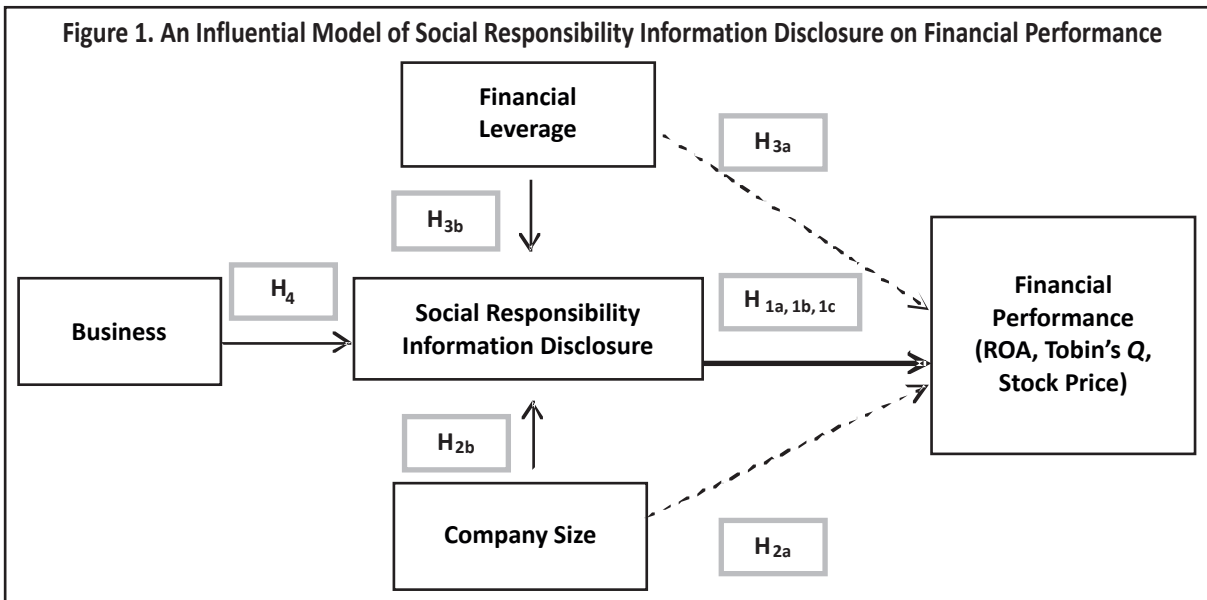 Figure 1. An Influential Model of Social Responsibility Information Disclosure on Financial Performance
Financial
Leverage
H3a
H3b
H4
H1a, 1b, 1c
Business
Social Responsibility
Information Disclosure
Financial
Performance
(ROA, Tobin’s Q,
Stock Price)
H2b
Company Size
H2a